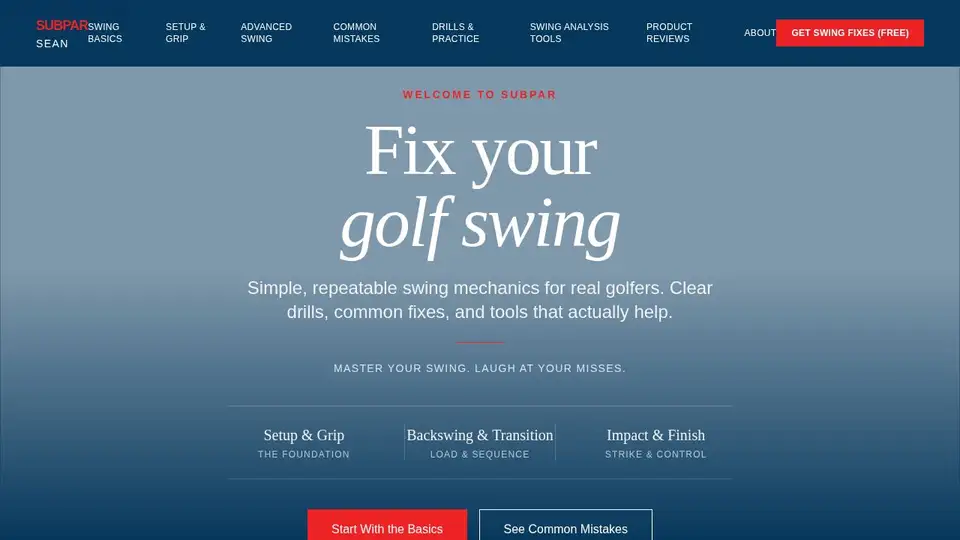 SUBPAR
SEAN
SWING
BASICS
SETUP &
GRIP
ADVANCED
SWING
COMMON
MISTAKES
DRILLS &
PRACTICE
SWING ANALYSIS
TOOLS
PRODUCT
REVIEWS
ABOUT
GET SWING FIXES (FREE)
WELCOME TO SUBPAR
Fix your
golf swing
Simple, repeatable swing mechanics for real golfers. Clear
drills, common fixes, and tools that actually help.
MASTER YOUR SWING. LAUGH AT YOUR MISSES.
Setup & Grip
THE FOUNDATION
Backswing & Transition
LOAD & SEQUENCE
Impact & Finish
STRIKE & CONTROL
Start With the Basics
See Common Mistakes